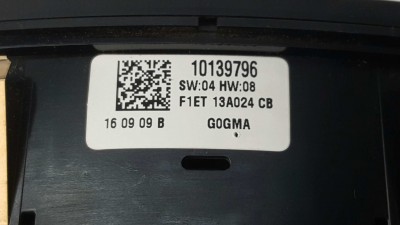 10139796
SW:04 HW:08
F1ET 13A024 CB
16 09 09 B
G0GMA